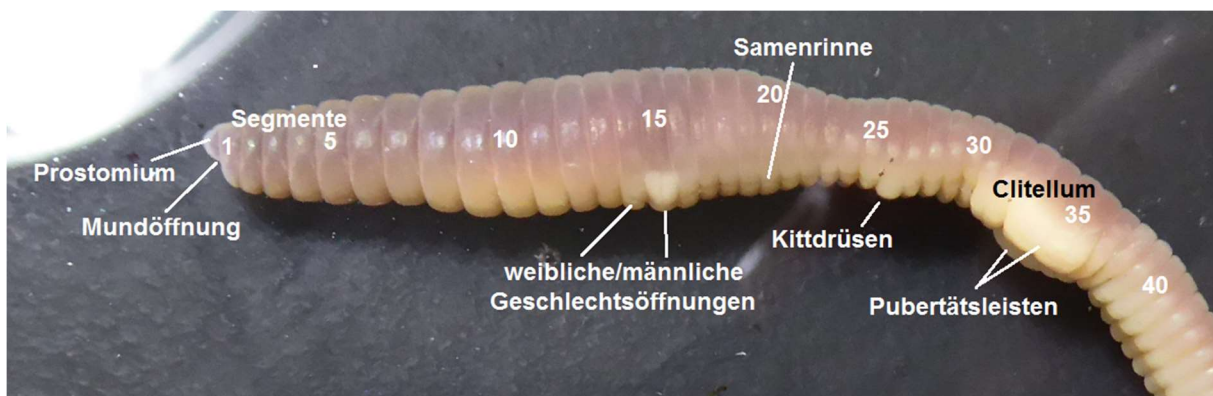 Samenrinne
20
Segmente
1
5
10
15
25
30
Prostomium
Mundöffnung
Clitellum
35
Kittdrüsen
weibliche/männliche
Geschlechtsöffnungen
40
Pubertätsleisten